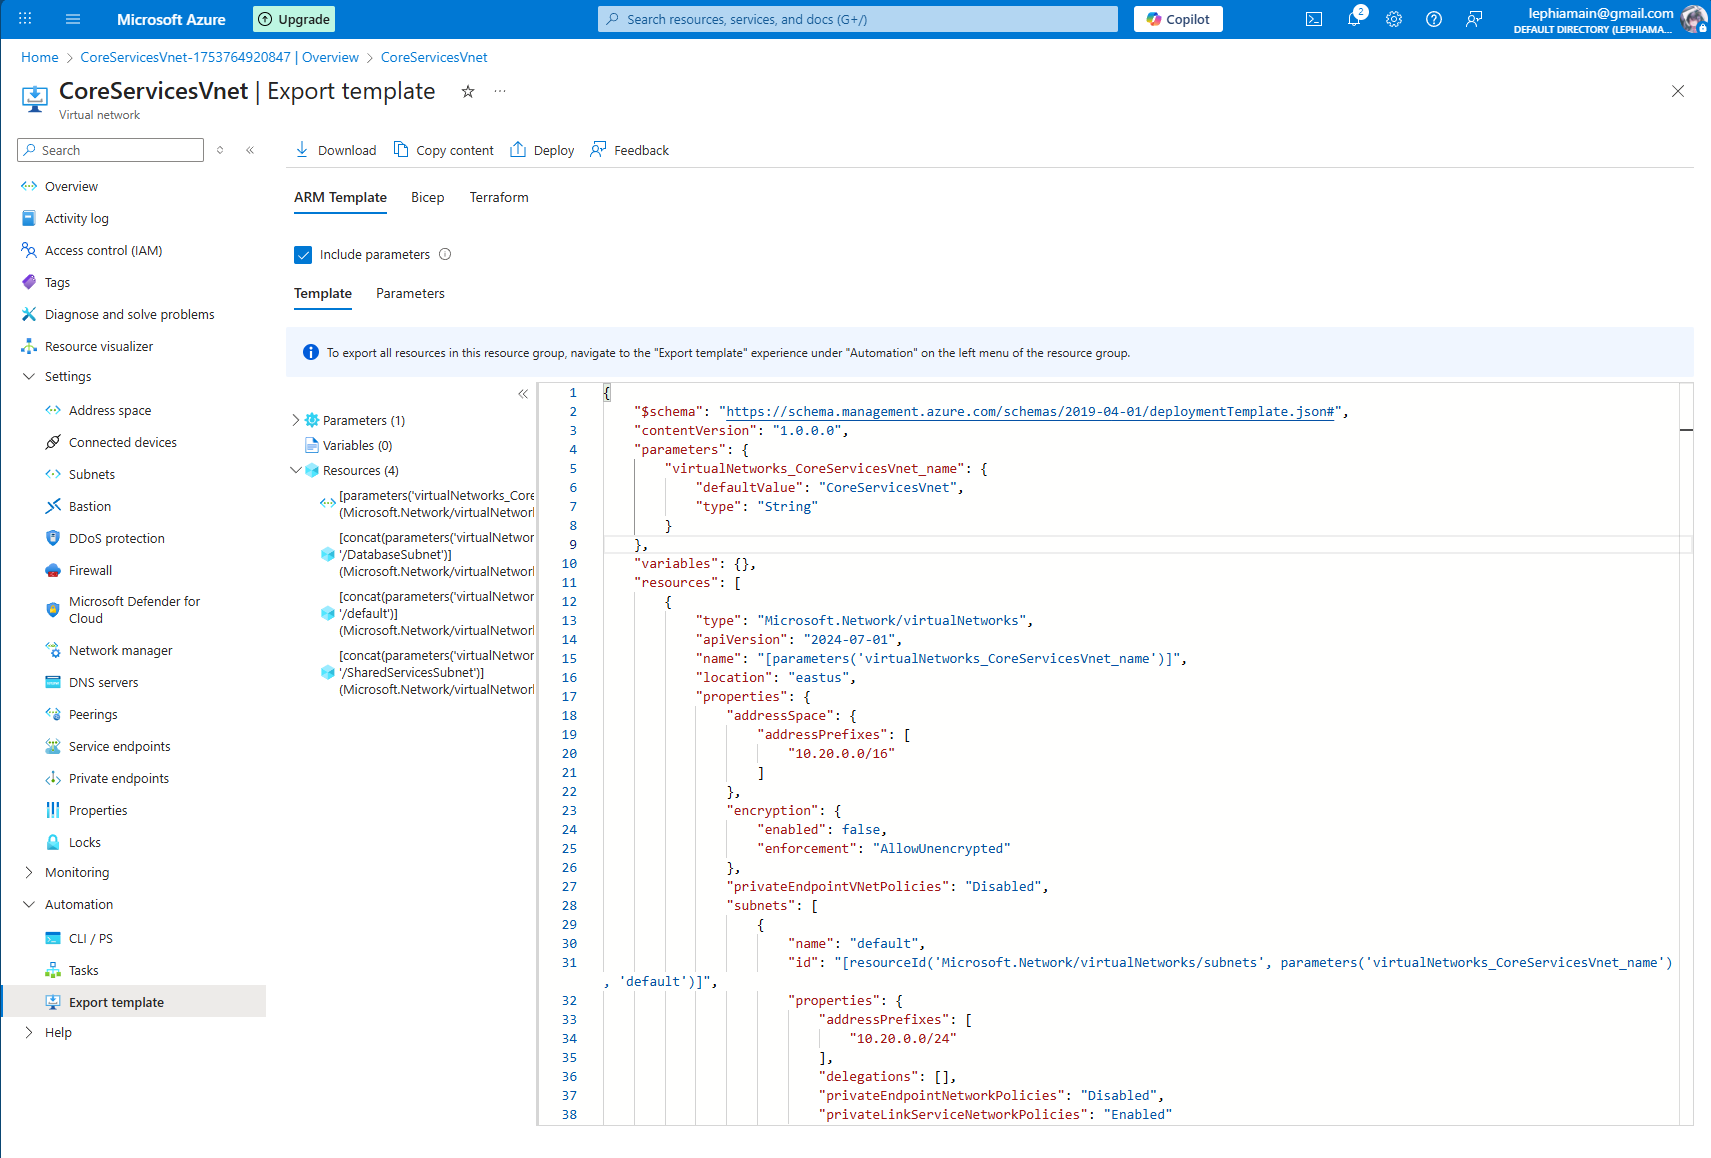 Microsoft Azure
Upgrade
Search resources, services, and docs (G+/)
Copilot
2
lephiamain@gmail.com
DEFAULT DIRECTORY (LEPHIAMA...
Home > CoreServicesVnet-1753764920847 | Overview > CoreServicesVnet
CoreServicesVnet | Export template
Virtual network
Search
Overview
Activity log
Access control (IAM)
Tags
Diagnose and solve problems
Resource visualizer
Settings
Address space
Connected devices
Subnets
Bastion
DDoS protection
Firewall
Microsoft Defender for
Cloud
Network manager
DNS servers
Peerings
Service endpoints
Private endpoints
Properties
Locks
Monitoring
Automation
CLI / PS
Tasks
Export template
Help
Download
Copy content
Deploy
Feedback
ARM Template
Bicep
Terraform
Include parameters
Template
Parameters
To export all resources in this resource group, navigate to the "Export template" experience under "Automation" on the left menu of the resource group.
Parameters (1)
Variables (0)
Resources (4)
[parameters('virtualNetworks_Core
(Microsoft.Network/virtualNetworl
[concat(parameters('virtualNetwor
'/DatabaseSubnet')]
(Microsoft.Network/virtualNetworl
[concat(parameters('virtualNetwor
'/default')]
(Microsoft.Network/virtualNetworl
[concat(parameters('virtualNetwor
'/SharedServicesSubnet')]
(Microsoft.Network/virtualNetworl
1 {
2 "$schema": "https://schema.management.azure.com/schemas/2019-04-01/deploymentTemplate.json#",
3 "contentVersion": "1.0.0.0",
4 "parameters": {
5 "virtualNetworks_CoreServicesVnet_name": {
6 "defaultValue": "CoreServicesVnet",
7 "type": "String"
8 }
9 },
10 "variables": {},
11 "resources": [
12 {
13 "type": "Microsoft.Network/virtualNetworks",
14 "apiVersion": "2024-07-01",
15 "name": "[parameters('virtualNetworks_CoreServicesVnet_name')]",
16 "location": "eastus",
17 "properties": {
18 "addressSpace": {
19 "addressPrefixes": [
20 "10.20.0.0/16"
21 ]
22 },
23 "encryption": {
24 "enabled": false,
25 "enforcement": "AllowUnencrypted"
26 },
27 "privateEndpointVNetPolicies": "Disabled",
28 "subnets": [
29 {
30 "name": "default",
31 "id": "[resourceId('Microsoft.Network/virtualNetworks/subnets', parameters('virtualNetworks_CoreServicesVnet_name')
, 'default')]",
32 "properties": {
33 "addressPrefixes": [
34 "10.20.0.0/24"
35 ],
36 "delegations": [],
37 "privateEndpointNetworkPolicies": "Disabled",
38 "privateLinkServiceNetworkPolicies": "Enabled"